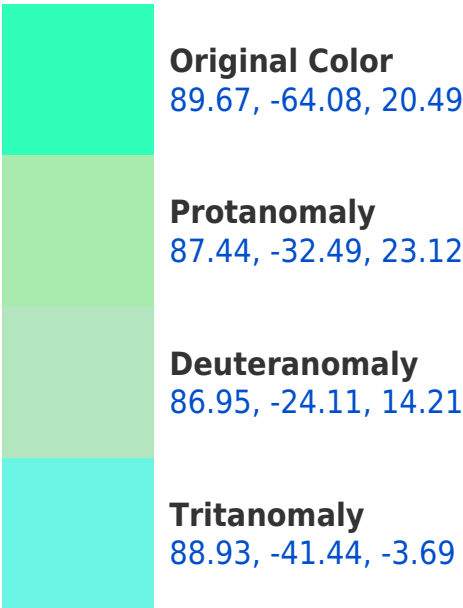 Original Color
89.67, -64.08, 20.49
Protanomaly
87.44, -32.49, 23.12
Deuteranomaly
86.95, -24.11, 14.21
Tritanomaly
88.93, -41.44, -3.69